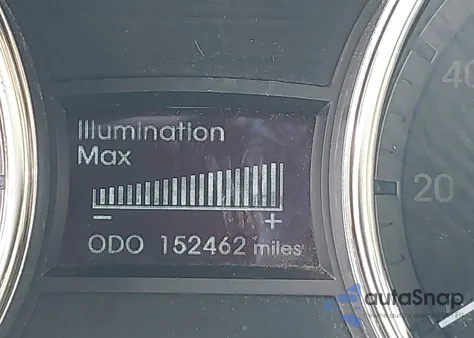 Illumination
Max
40
20
− +
ODO 152462 miles
autoSnap